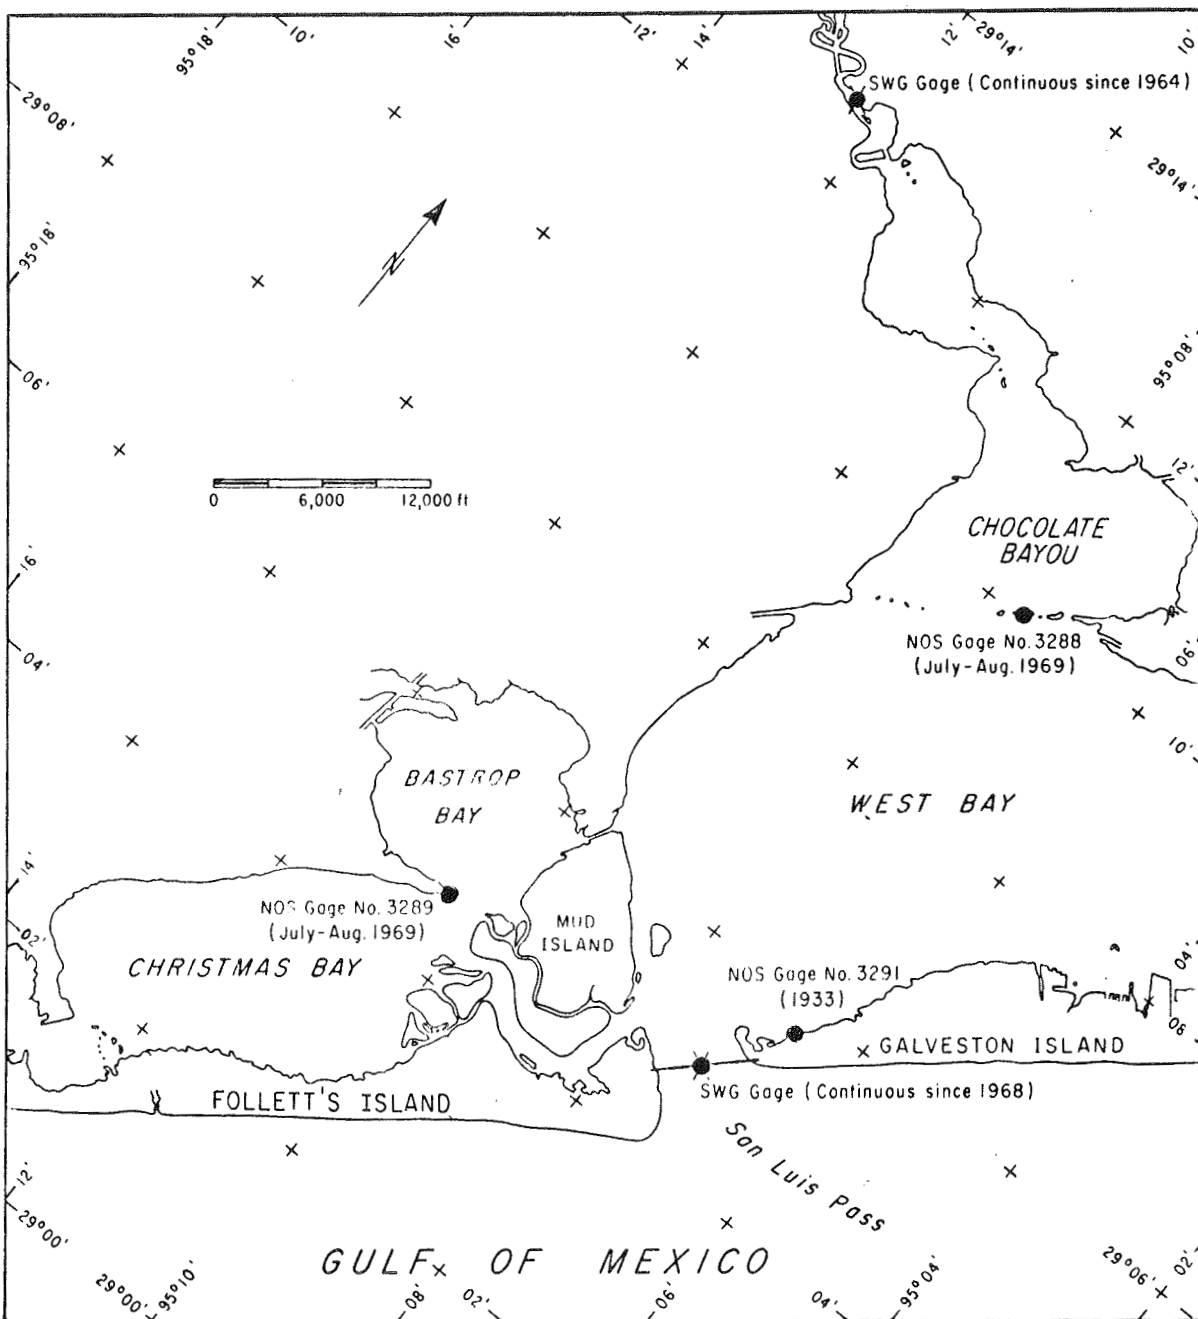 95°18'
10'
16'
12'
14'
12'
29°14'
10'
SWG Gage (Continuous since 1964)
29°08'
29°14'
95°18'
N
95°08'
06'
0 6,000 12,000 ft
12'
CHOCOLATE
BAYOU
16'
NOS Gage No. 3288
(July-Aug. 1969)
06'
04'
10'
BASTROP
BAY
WEST BAY
14'
NOS Gage No. 3289
(July-Aug. 1969)
MUD
ISLAND
02'
CHRISTMAS BAY
NOS Gage No. 3291
(1933)
04'
08'
GALVESTON ISLAND
FOLLETT'S ISLAND
SWG Gage (Continuous since 1968)
San Luis Pass
12'
29°00'
GULF OF MEXICO
29°00'
95°10'
08'
02'
06'
04'
95°04'
29°06'
02'